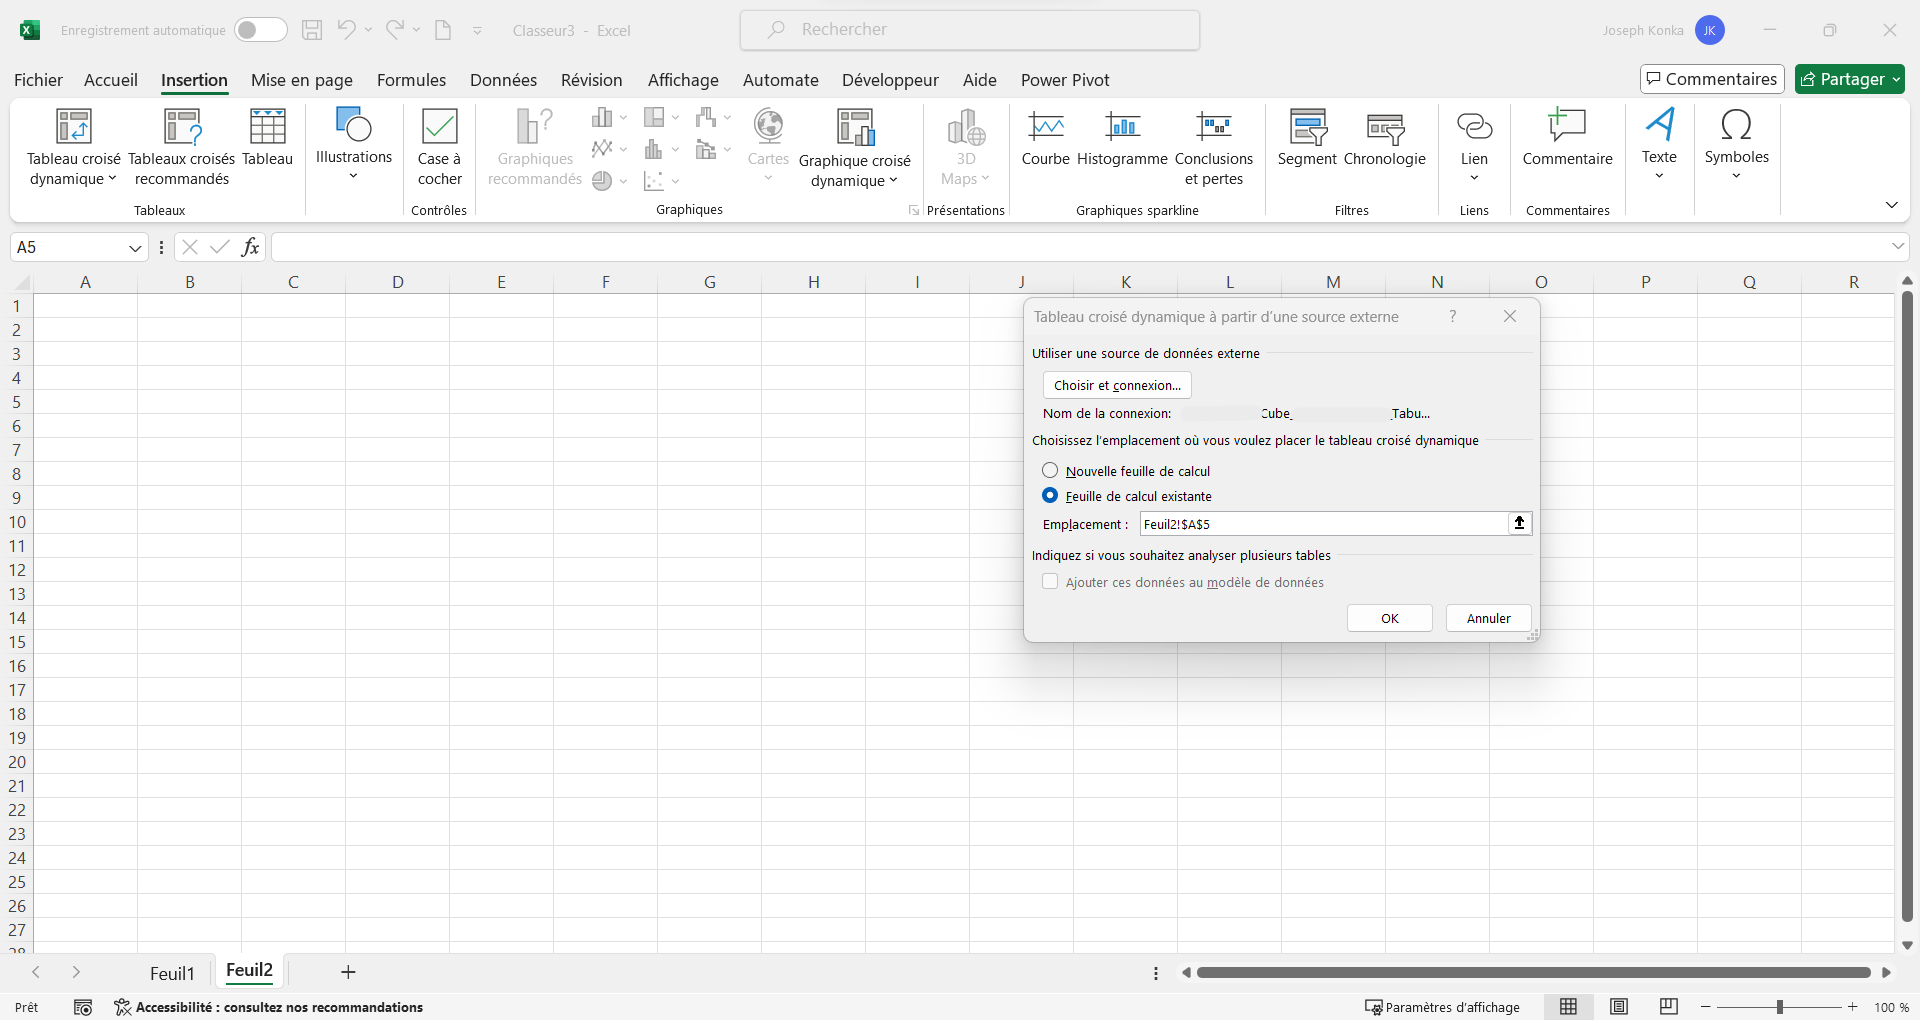 Enregistrement automatique
Classeur3 - Excel
Rechercher
Joseph Konka
JK
Fichier Accueil Insertion Mise en page Formules Données Révision Affichage Automate Développeur Aide Power Pivot
Commentaires
Partager
Tableau croisé dynamique
Tableaux croisés recommandés
Tableau
Tableaux
Illustrations
Case à cocher
Contrôles
Graphiques recommandés
Cartes
Graphique croisé dynamique
Graphiques
3D Maps
Présentations
Courbe
Histogramme
Conclusions et pertes
Graphiques sparkline
Segment
Chronologie
Filtres
Lien
Liens
Commentaire
Commentaires
Texte
Symboles
A5
fx
A B C D E F G H I J K L M N O P Q R
1
2
3
4
5
6
7
8
9
10
11
12
13
14
15
16
17
18
19
20
21
22
23
24
25
26
27
28
Tableau croisé dynamique à partir d'une source externe
?
Utiliser une source de données externe
Choisir et connexion...
Nom de la connexion: Cube_ _Tabu...
Choisissez l'emplacement où vous voulez placer le tableau croisé dynamique
Nouvelle feuille de calcul
Feuille de calcul existante
Emplacement : Feuil2!$A$5
Indiquez si vous souhaitez analyser plusieurs tables
Ajouter ces données au modèle de données
OK Annuler
Feuil1 Feuil2 +
Prêt
Accessibilité : consultez nos recommandations
Paramètres d'affichage
100 %